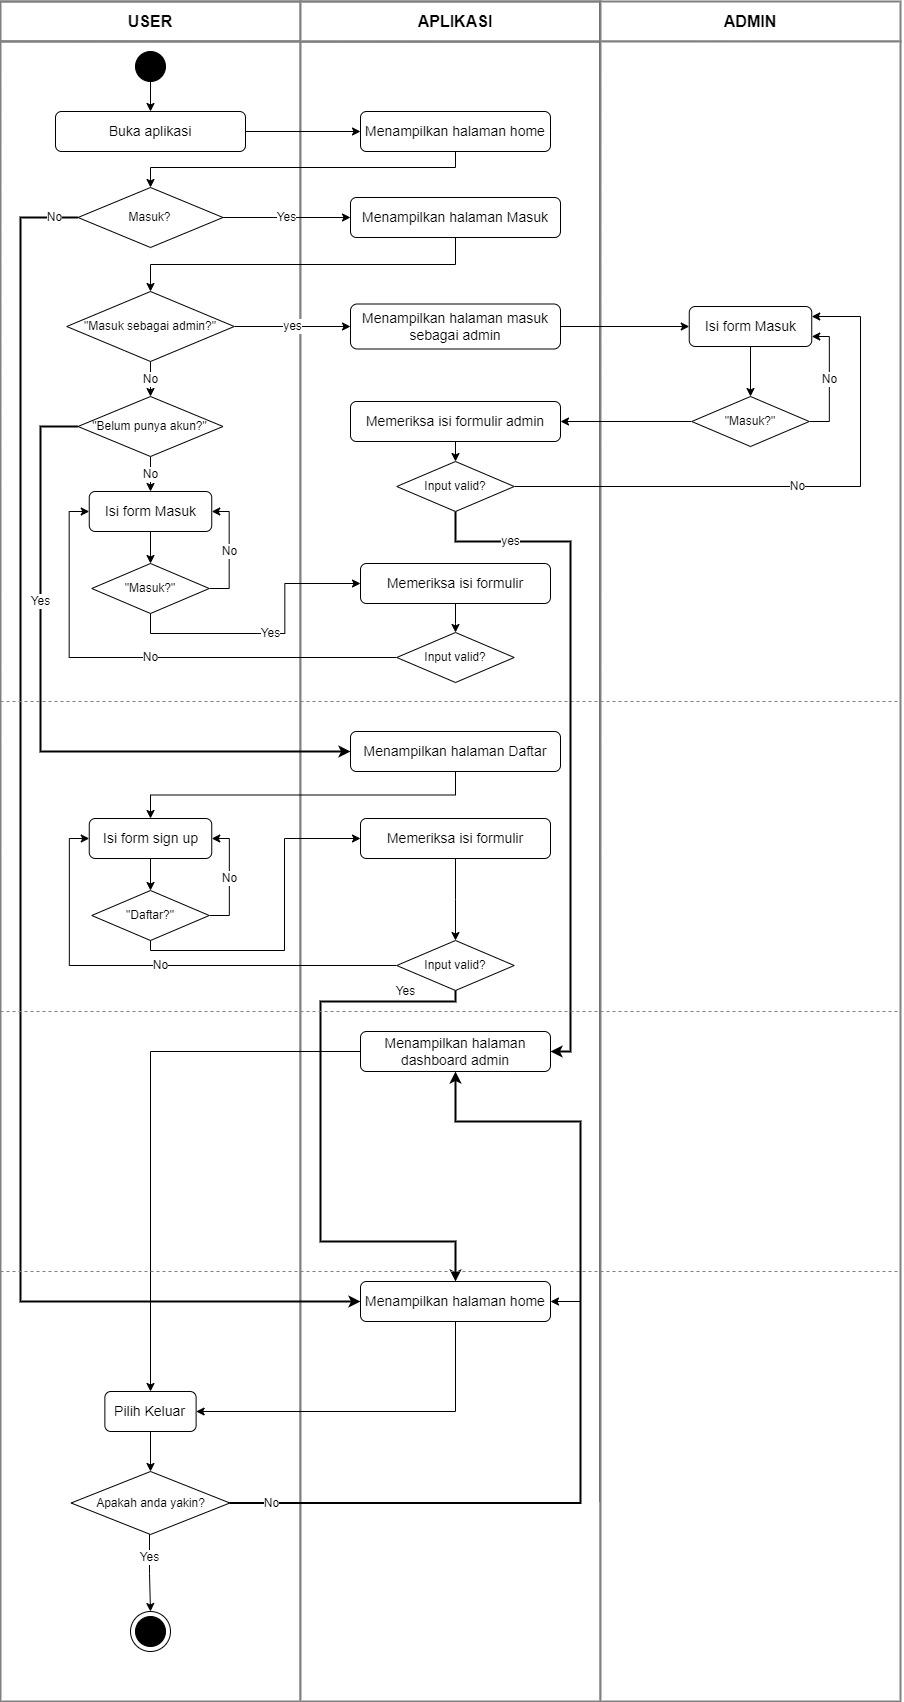 USER
APLIKASI
ADMIN
Buka aplikasi
Menampilkan halaman home
No
Masuk?
Yes
Menampilkan halaman Masuk
"Masuk sebagai admin?"
yes
Menampilkan halaman masuk
sebagai admin
Isi form Masuk
No
No
"Belum punya akun?"
Memeriksa isi formulir admin
"Masuk?"
No
Input valid?
No
Isi form Masuk
yes
No
"Masuk?"
Memeriksa isi formulir
Yes
Yes
No
Input valid?
Menampilkan halaman Daftar
Isi form sign up
Memeriksa isi formulir
No
"Daftar?"
No
Input valid?
Yes
Menampilkan halaman
dashboard admin
Menampilkan halaman home
Pilih Keluar
Apakah anda yakin?
No
Yes